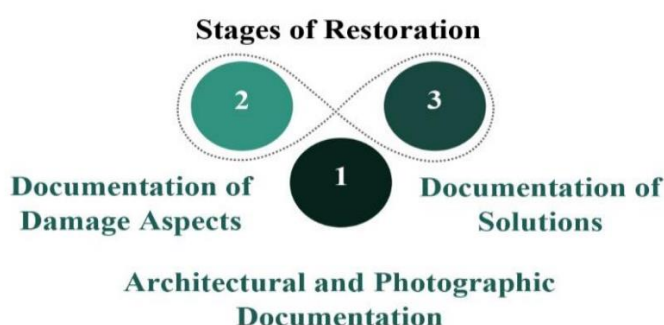 Stages of Restoration
2
3
1
Documentation of
Damage Aspects
Documentation of
Solutions
Architectural and Photographic
Documentation